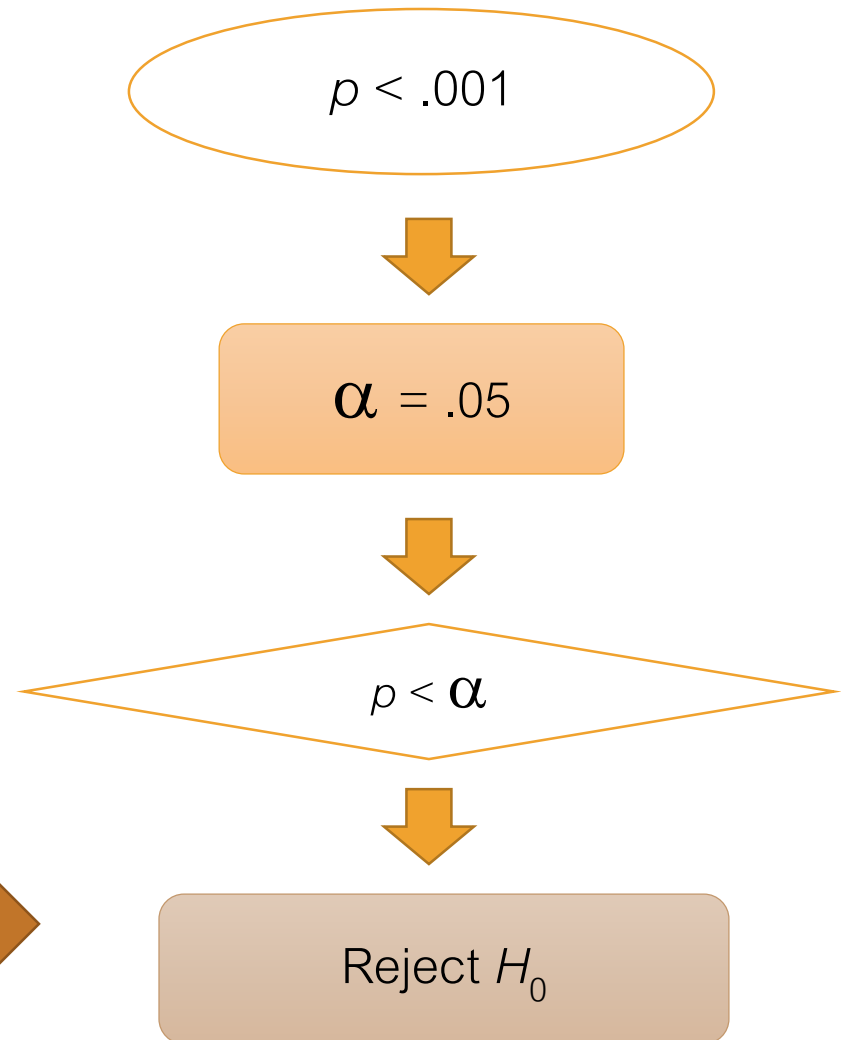 p < .001
α = .05
p < α
Reject H₀